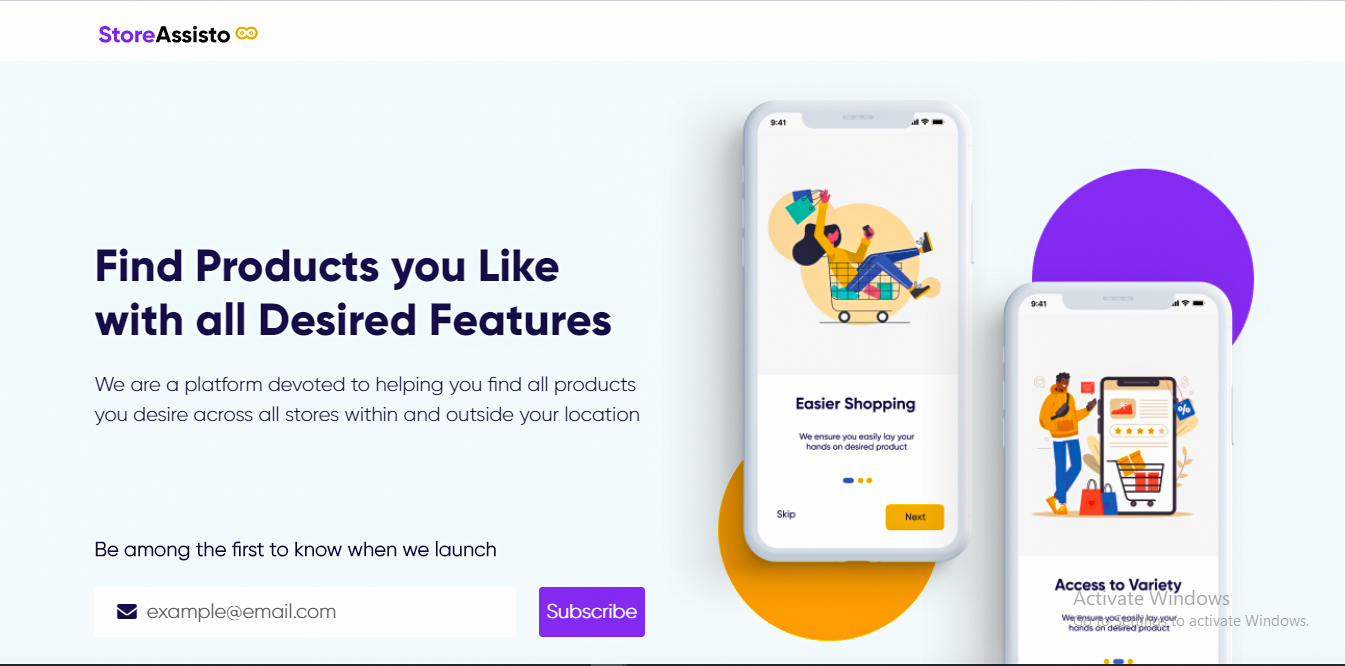 StoreAssisto
Find Products you Like
with all Desired Features
We are a platform devoted to helping you find all products
you desire across all stores within and outside your location
Be among the first to know when we launch
example@email.com
Subscribe
9:41
Easier Shopping
We ensure you easily lay your
hands on desired product
Skip
Next
9:41
%
Access to Variety
We ensure you easily lay your
hands on desired product
Activate Windows
Go to Settings to activate Windows.